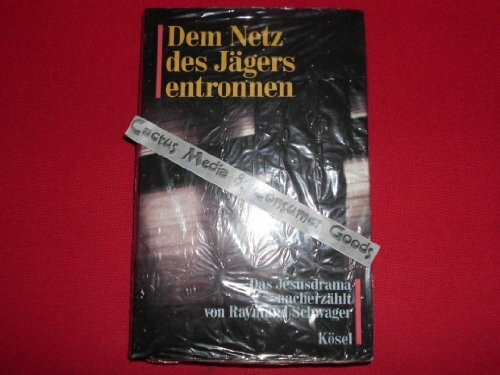 Dem Netz
des Jägers
entronnen
Cactus Media & Consumer Goods
Das Jesusdrama
nacherzählt
von Raymund Schwager
Kösel